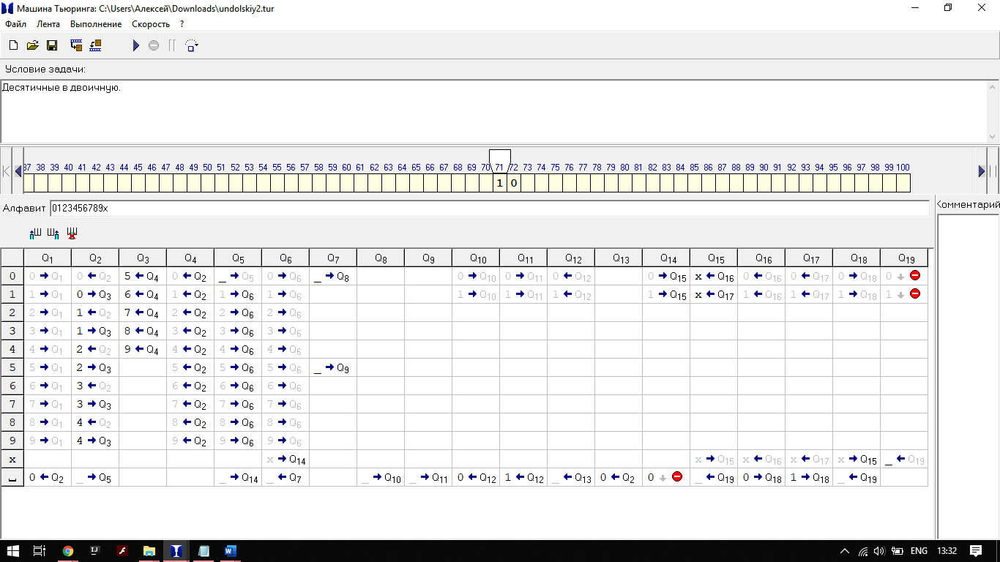 Машина Тьюринга: C:\Users\Алексей\Downloads\undolskiy2.tur
Файл Лента Выполнение Скорость ?
Условие задачи:
Десятичные в двоичную.
37 38 39 40 41 42 43 44 45 46 47 48 49 50 51 52 53 54 55 56 57 58 59 60 61 62 63 64 65 66 67 68 69 70 71 72 73 74 75 76 77 78 79 80 81 82 83 84 85 86 87 88 89 90 91 92 93 94 95 96 97 98 99 100
1 0
Алфавит 0123456789x
Комментарий
Q1 Q2 Q3 Q4 Q5 Q6 Q7 Q8 Q9 Q10 Q11 Q12 Q13 Q14 Q15 Q16 Q17 Q18 Q19
0 0 → Q1 0 ← Q2 5 ← Q4 0 ← Q2 _ → Q5 0 → Q6 _ → Q8 0 → Q10 0 → Q11 0 ← Q12 0 → Q15 x ← Q16 0 ← Q16 0 ← Q17 0 → Q18 0 ↓
1 1 → Q1 0 → Q3 6 ← Q4 1 ← Q2 1 → Q6 1 → Q6 1 → Q10 1 → Q11 1 ← Q12 1 → Q15 x ← Q17 1 ← Q16 1 ← Q17 1 → Q18 1 ↓
2 2 → Q1 1 ← Q2 7 ← Q4 2 ← Q2 2 → Q6 2 → Q6
3 3 → Q1 1 → Q3 8 ← Q4 3 ← Q2 3 → Q6 3 → Q6
4 4 → Q1 2 ← Q2 9 ← Q4 4 ← Q2 4 → Q6 4 → Q6
5 5 → Q1 2 → Q3 5 ← Q2 5 → Q6 5 → Q6 _ → Q9
6 6 → Q1 3 ← Q2 6 ← Q2 6 → Q6 6 → Q6
7 7 → Q1 3 → Q3 7 ← Q2 7 → Q6 7 → Q6
8 8 → Q1 4 ← Q2 8 ← Q2 8 → Q6 8 → Q6
9 9 → Q1 4 → Q3 9 ← Q2 9 → Q6 9 → Q6
x x → Q14 x → Q15 x ← Q16 x ← Q17 x → Q15 _ ← Q19
0 ← Q2 _ → Q5 _ → Q14 _ ← Q7 _ → Q10 _ → Q11 0 ← Q12 1 ← Q12 _ ← Q13 0 ← Q2 0 ↓ _ ← Q19 0 → Q18 1 → Q18 _ ← Q19
IJ
W
ENG 13:32